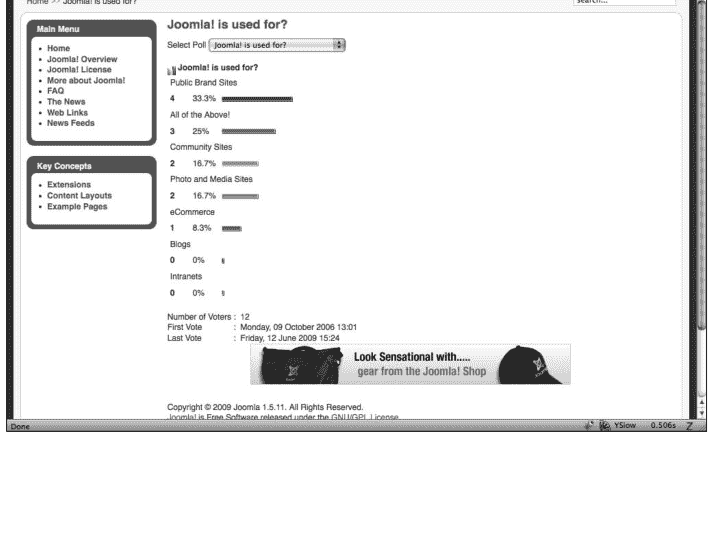 Home >> Joomla! is used for?
search...
Main Menu
Home
Joomla! Overview
Joomla! License
More about Joomla!
FAQ
The News
Web Links
News Feeds
Key Concepts
Extensions
Content Layouts
Example Pages
Joomla! is used for?
Select Poll Joomla! is used for?
Joomla! is used for?
Public Brand Sites
4 33.3%
All of the Above!
3 25%
Community Sites
2 16.7%
Photo and Media Sites
2 16.7%
eCommerce
1 8.3%
Blogs
0 0%
Intranets
0 0%
Number of Voters : 12
First Vote : Monday, 09 October 2006 13:01
Last Vote : Friday, 12 June 2009 15:24
Look Sensational with.....
gear from the Joomla! Shop
Copyright © 2009 Joomla 1.5.11. All Rights Reserved.
Joomla! is Free Software released under the GNU/GPL License.
Done
YSlow 0.506s